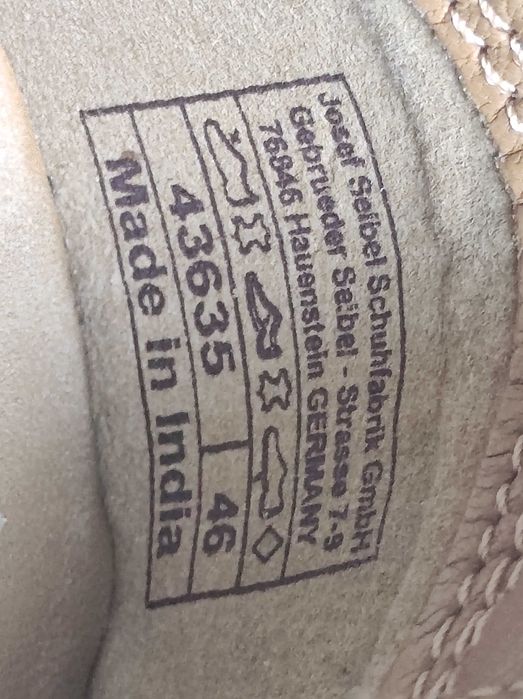 Josef Seibel Schuhfabrik GmbH
Gebrueder Seibel - Strasse 7-9
76846 Hauenstein GERMANY
43635 46
Made in India